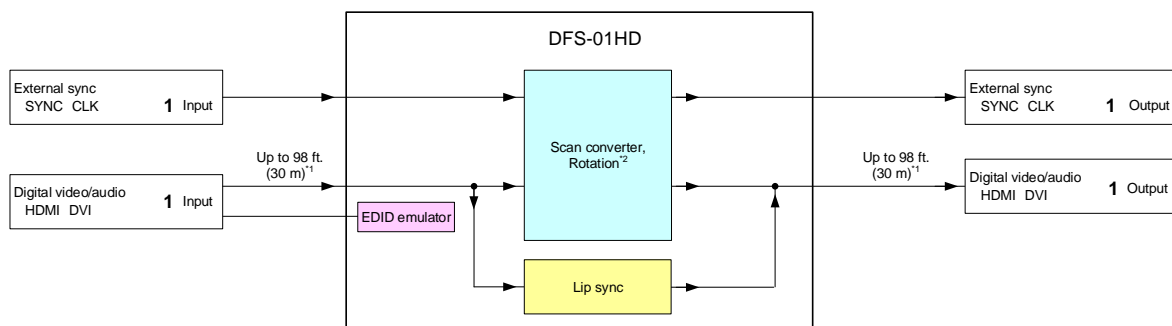 DFS-01HD
External sync
SYNC CLK 1 Input
External sync
SYNC CLK 1 Output
Scan converter,
Rotation*2
Up to 98 ft.
(30 m)*1
Up to 98 ft.
(30 m)*1
Digital video/audio
HDMI DVI 1 Input
Digital video/audio
HDMI DVI 1 Output
EDID emulator
Lip sync